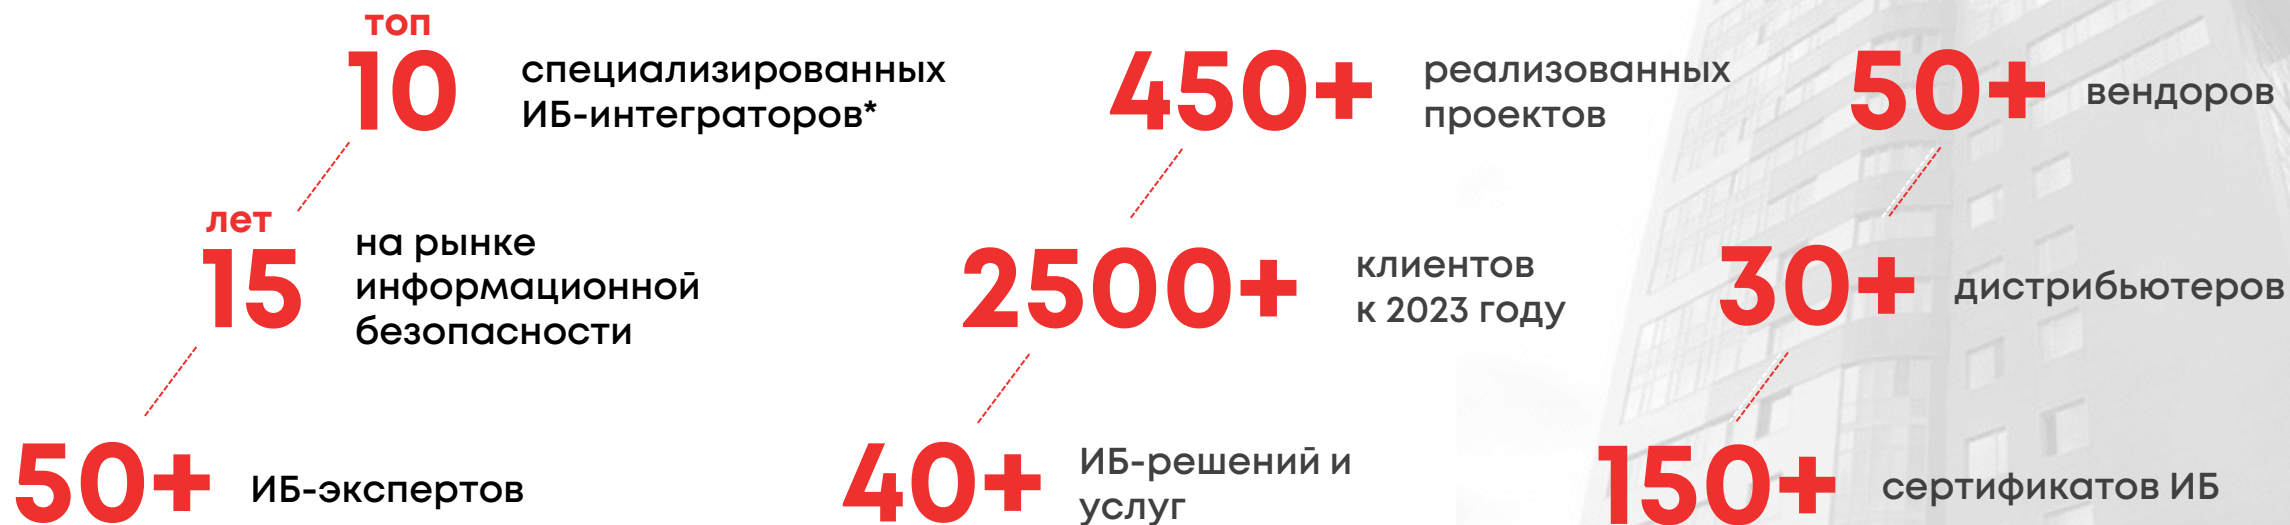 топ
10
специализированных
ИБ-интеграторов*
лет
15
на рынке
информационной
безопасности
50+
ИБ-экспертов
450+
реализованных
проектов
2500+
клиентов
к 2023 году
40+
ИБ-решений и
услуг
50+
вендоров
30+
дистрибьютеров
150+
сертификатов ИБ